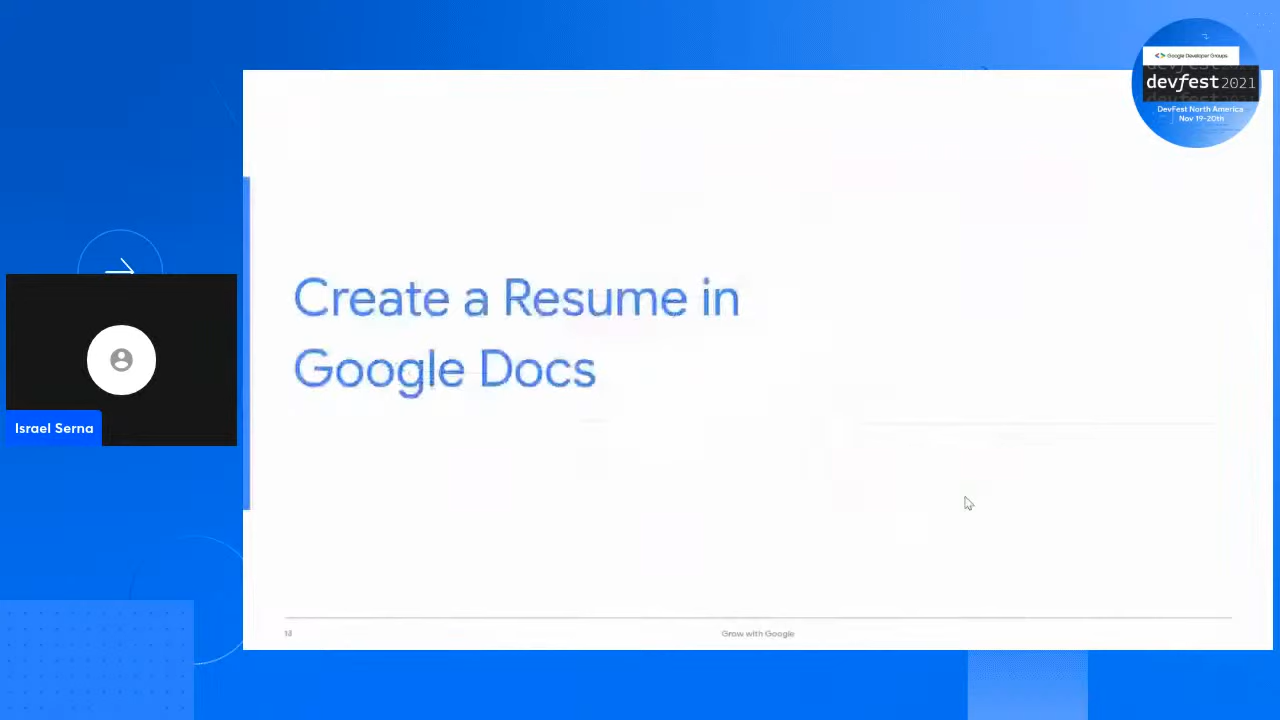 Google Developer Groups
devfest 2021
DevFest North America
Nov 19-20th
Create a Resume in
Google Docs
Israel Serna
Grow with Google